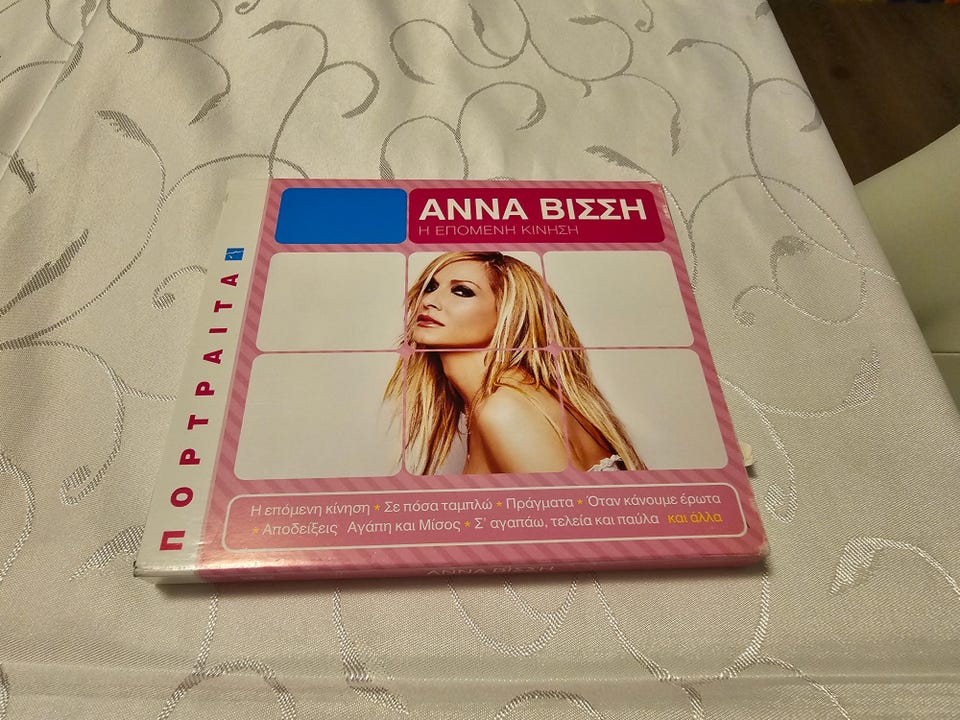 ΑΝΝΑ ΒΙΣΣΗ
Η ΕΠΟΜΕΝΗ ΚΙΝΗΣΗ
ΠΟΡΤΡΑΙΤΑ
Η επόμενη κίνηση * Σε πόσα ταμπλώ * Πράγματα * Όταν κάνουμε έρωτα
* Αποδείξεις Αγάπη και Μίσος * Σ' αγαπάω, τελεία και παύλα και άλλα
ΑΝΝΑ ΒΙΣΣΗ